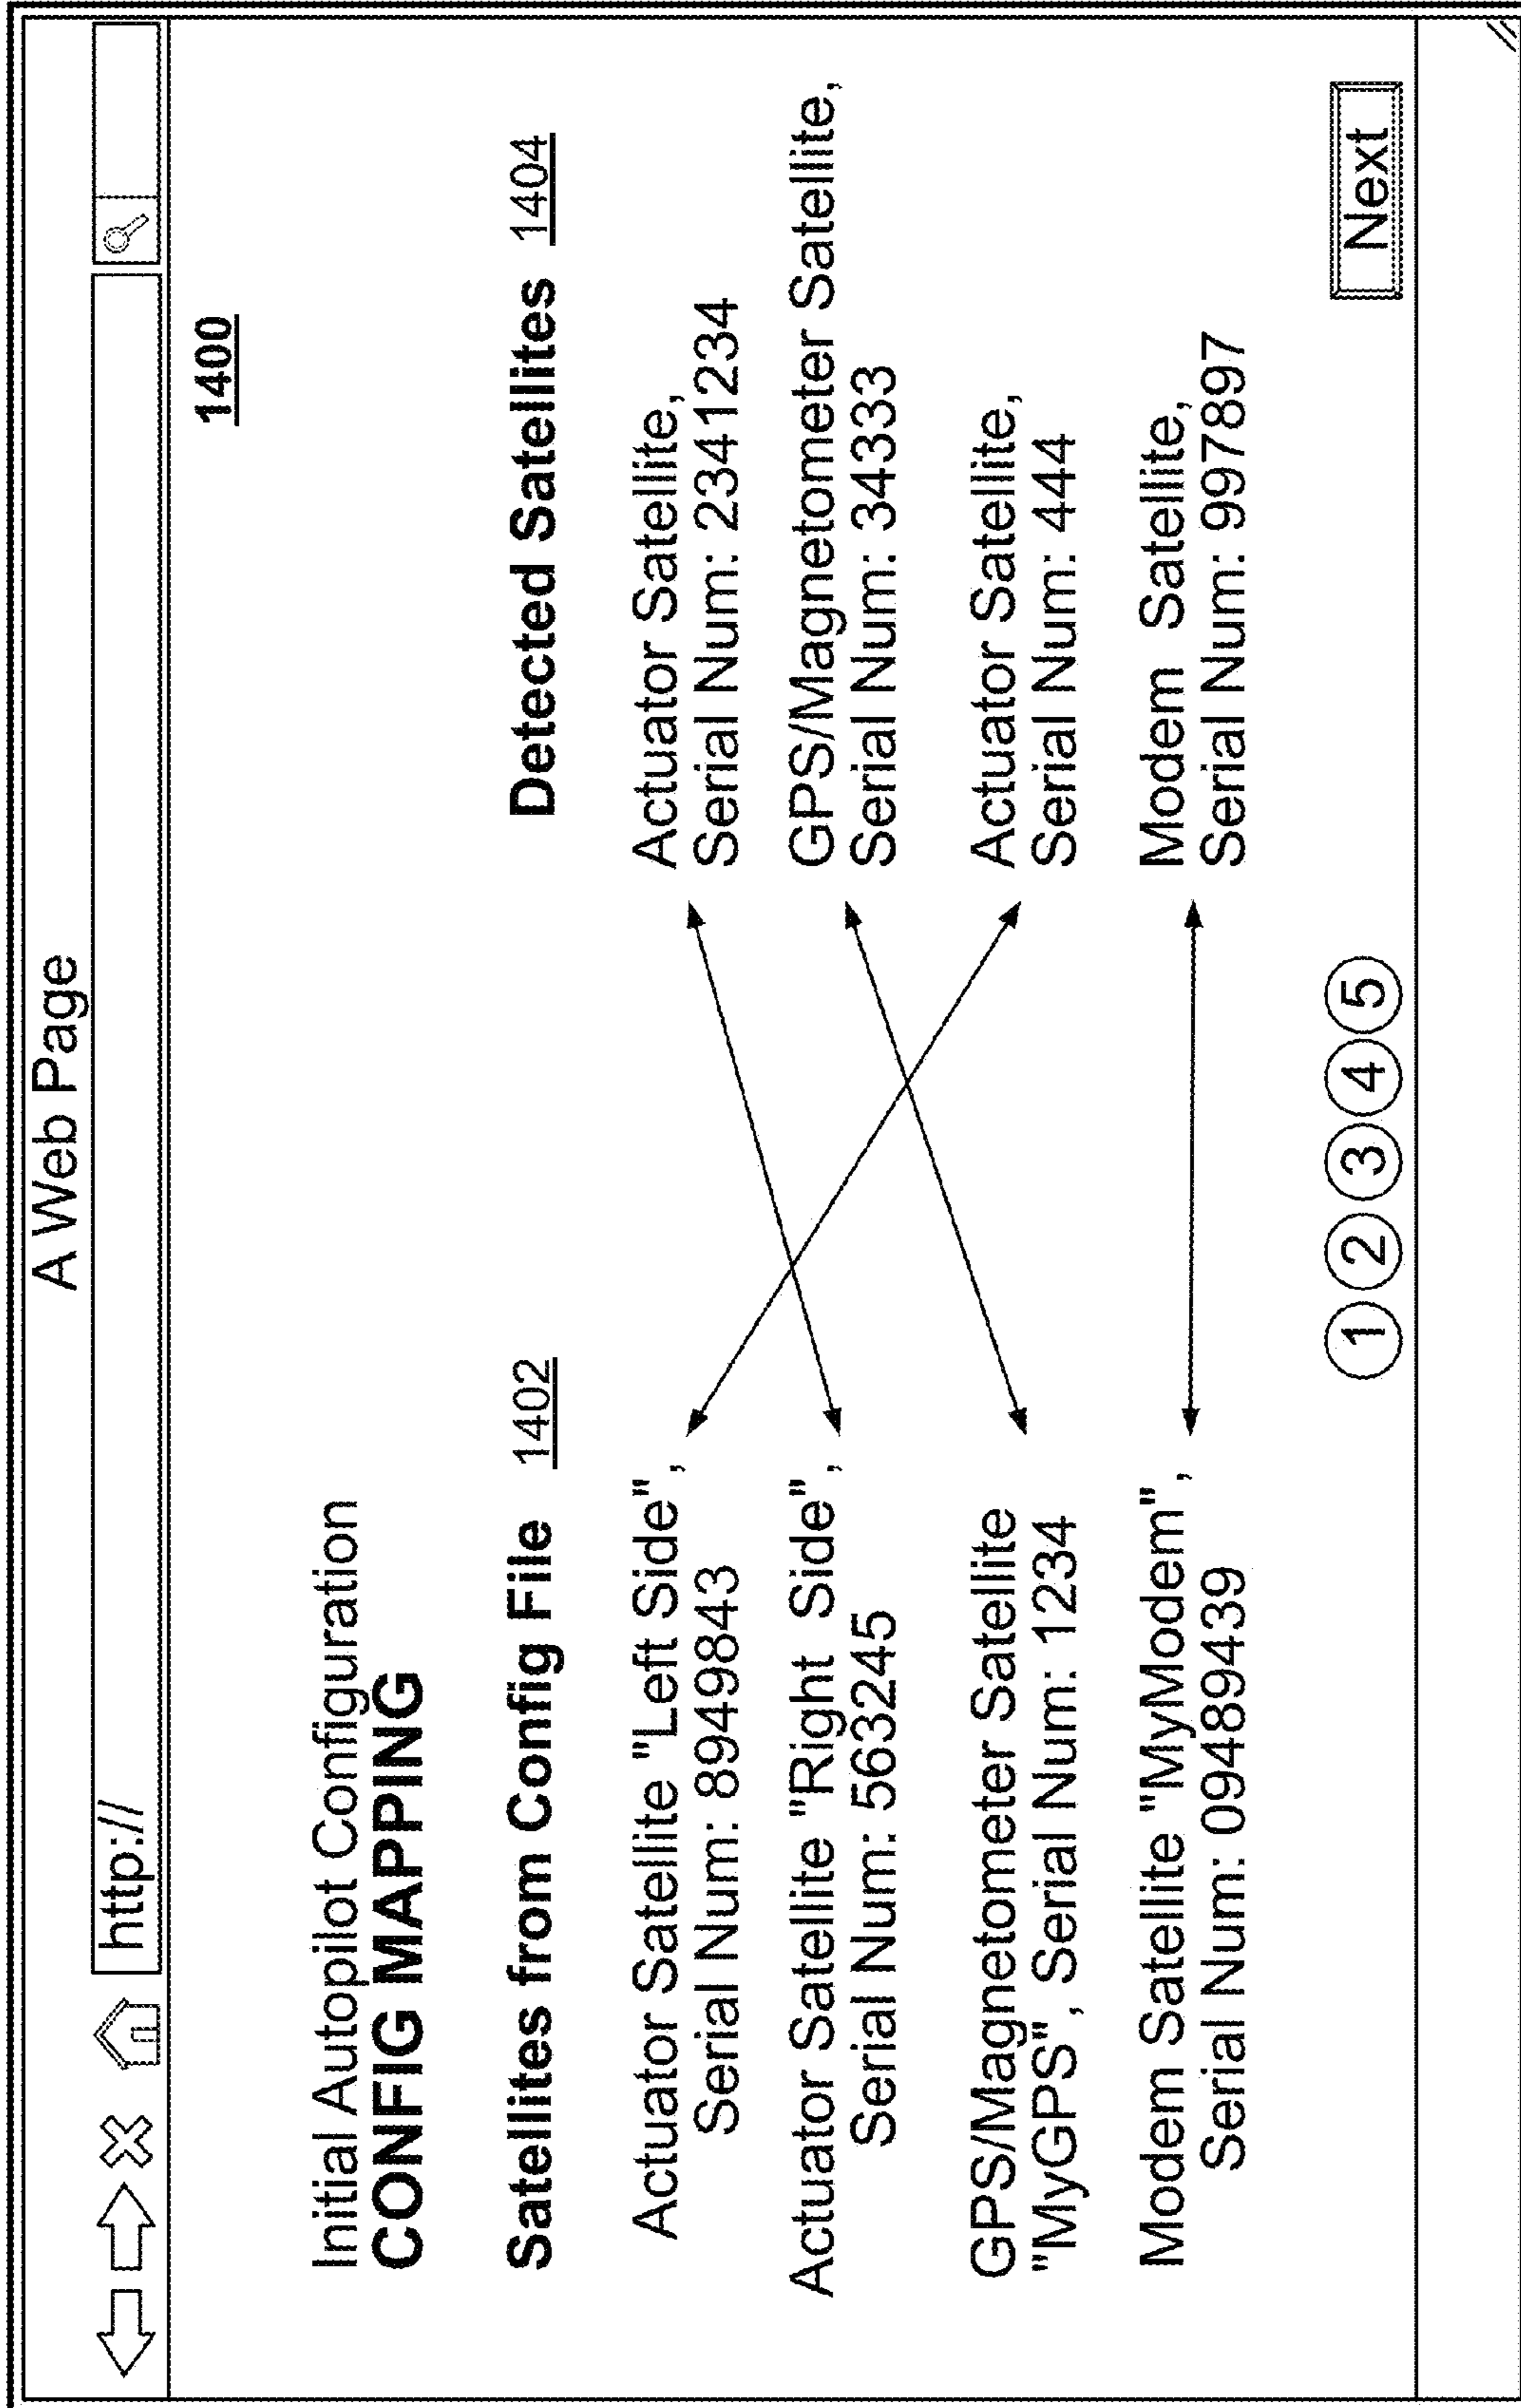 A Web Page
http://
1400
Initial Autopilot Configuration
CONFIG MAPPING
Satellites from Config File 1402
Actuator Satellite "Left Side",
Serial Num: 8949843
Actuator Satellite "Right Side",
Serial Num: 563245
GPS/Magnetometer Satellite
"MyGPS", Serial Num: 1234
Modem Satellite "MyModem",
Serial Num: 09489439
Detected Satellites 1404
Actuator Satellite,
Serial Num: 2341234
GPS/Magnetometer Satellite,
Serial Num: 34333
Actuator Satellite,
Serial Num: 444
Modem Satellite,
Serial Num: 997897
1 2 3 4 5
Next